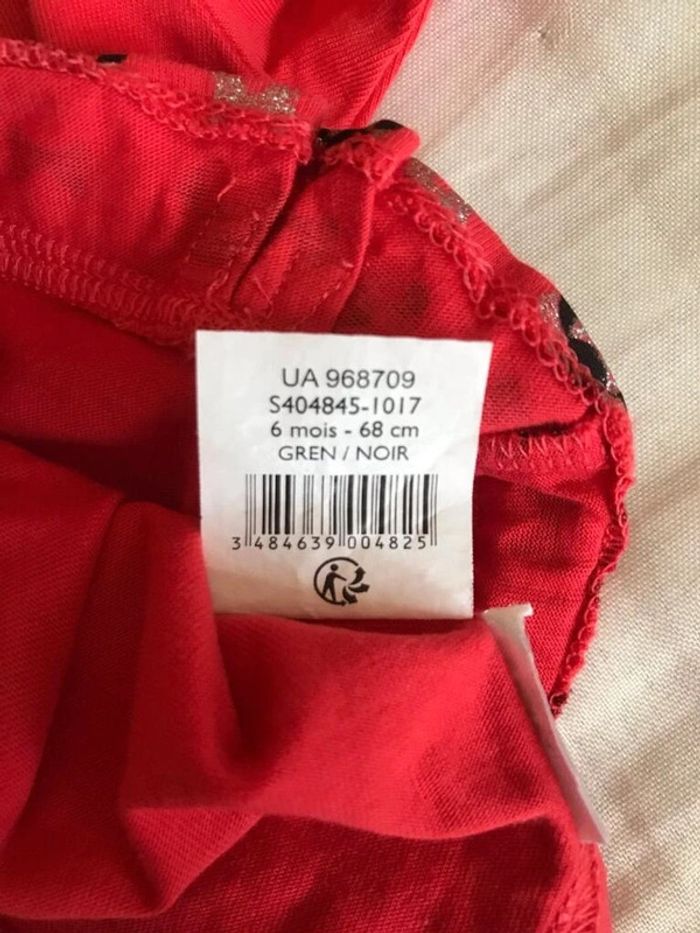 UA 968709
S404845-1017
6 mois - 68 cm
GREN / NOIR
3 484639 004825